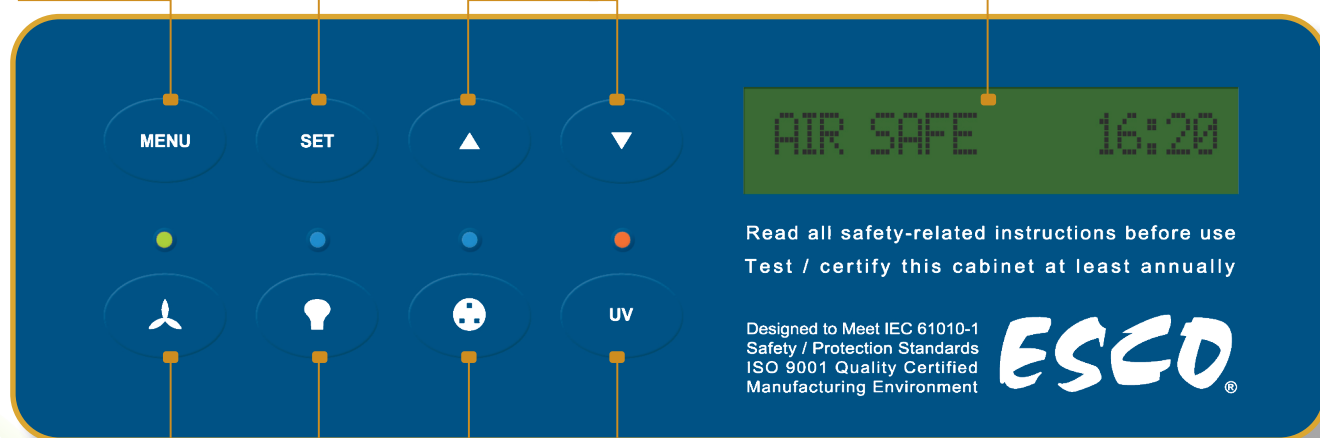 MENU
SET
AIR SAFE 16:20
Read all safety-related instructions before use
Test / certify this cabinet at least annually
UV
Designed to Meet IEC 61010-1
Safety / Protection Standards
ISO 9001 Quality Certified
Manufacturing Environment
ESCO®